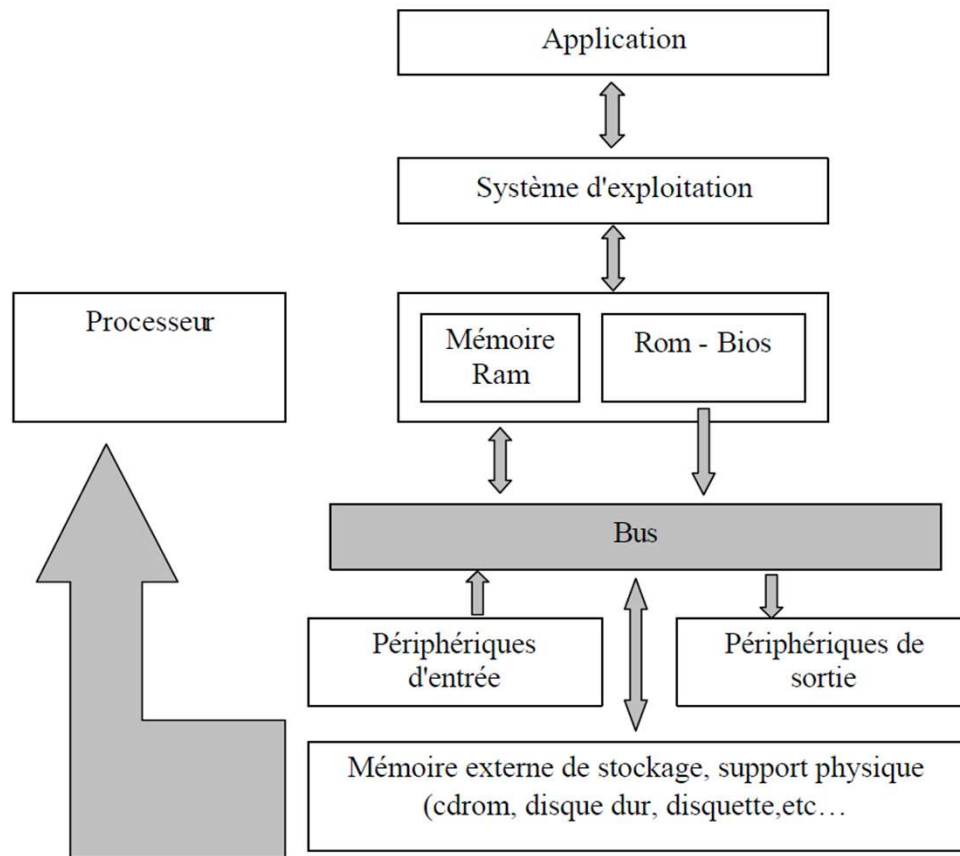 Application
Système d'exploitation
Processeur
Mémoire
Ram
Rom - Bios
Bus
Périphériques
d'entrée
Périphériques de
sortie
Mémoire externe de stockage, support physique
(cdrom, disque dur, disquette,etc…